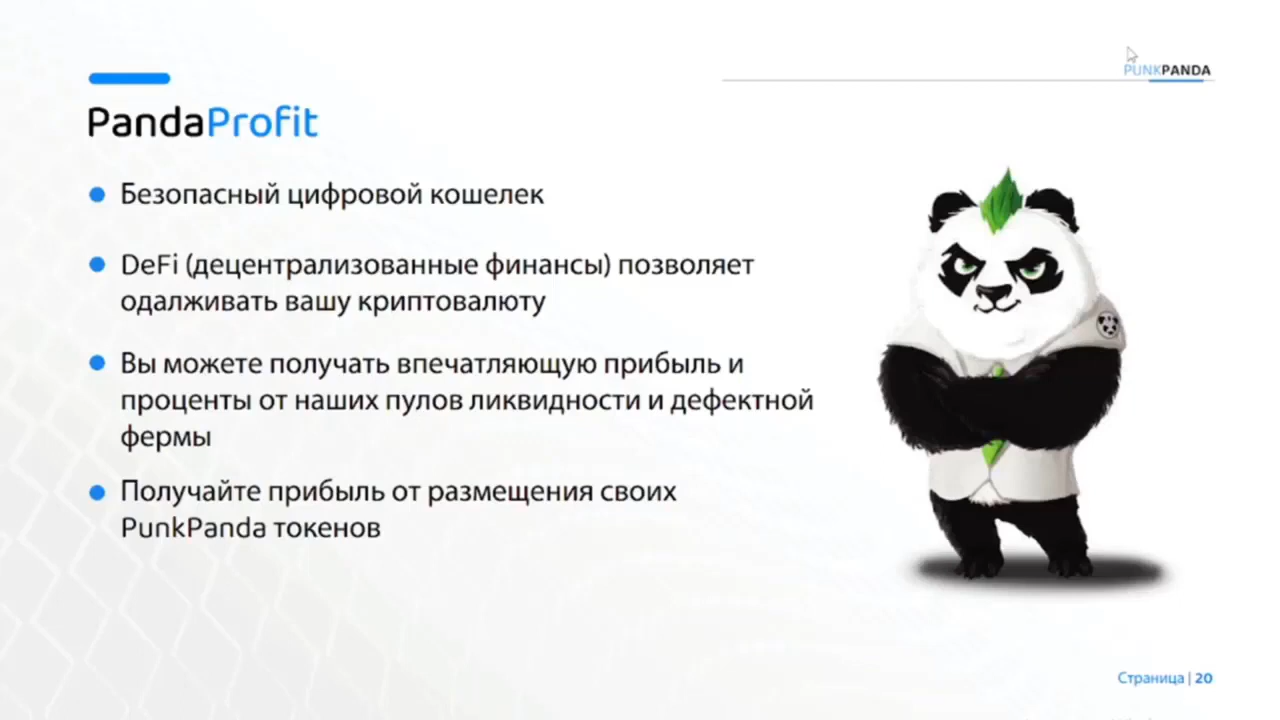 PUNKPANDA
PandaProfit
Безопасный цифровой кошелек
DeFi (децентрализованные финансы) позволяет
одалживать вашу криптовалюту
Вы можете получать впечатляющую прибыль и
проценты от наших пулов ликвидности и дефектной
фермы
Получайте прибыль от размещения своих
PunkPanda токенов
Страница | 20